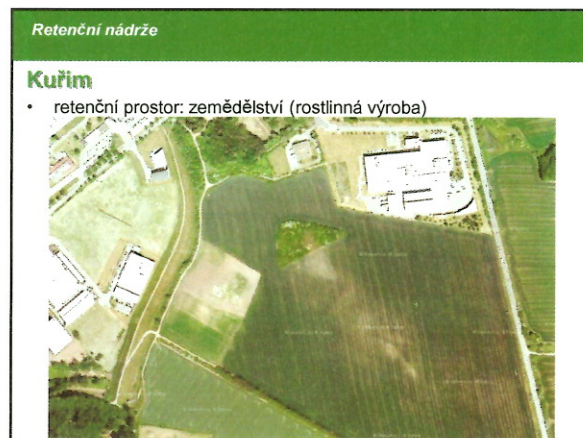 Retenční nádrže
Kuřim
• retenční prostor: zemědělství (rostlinná výroba)